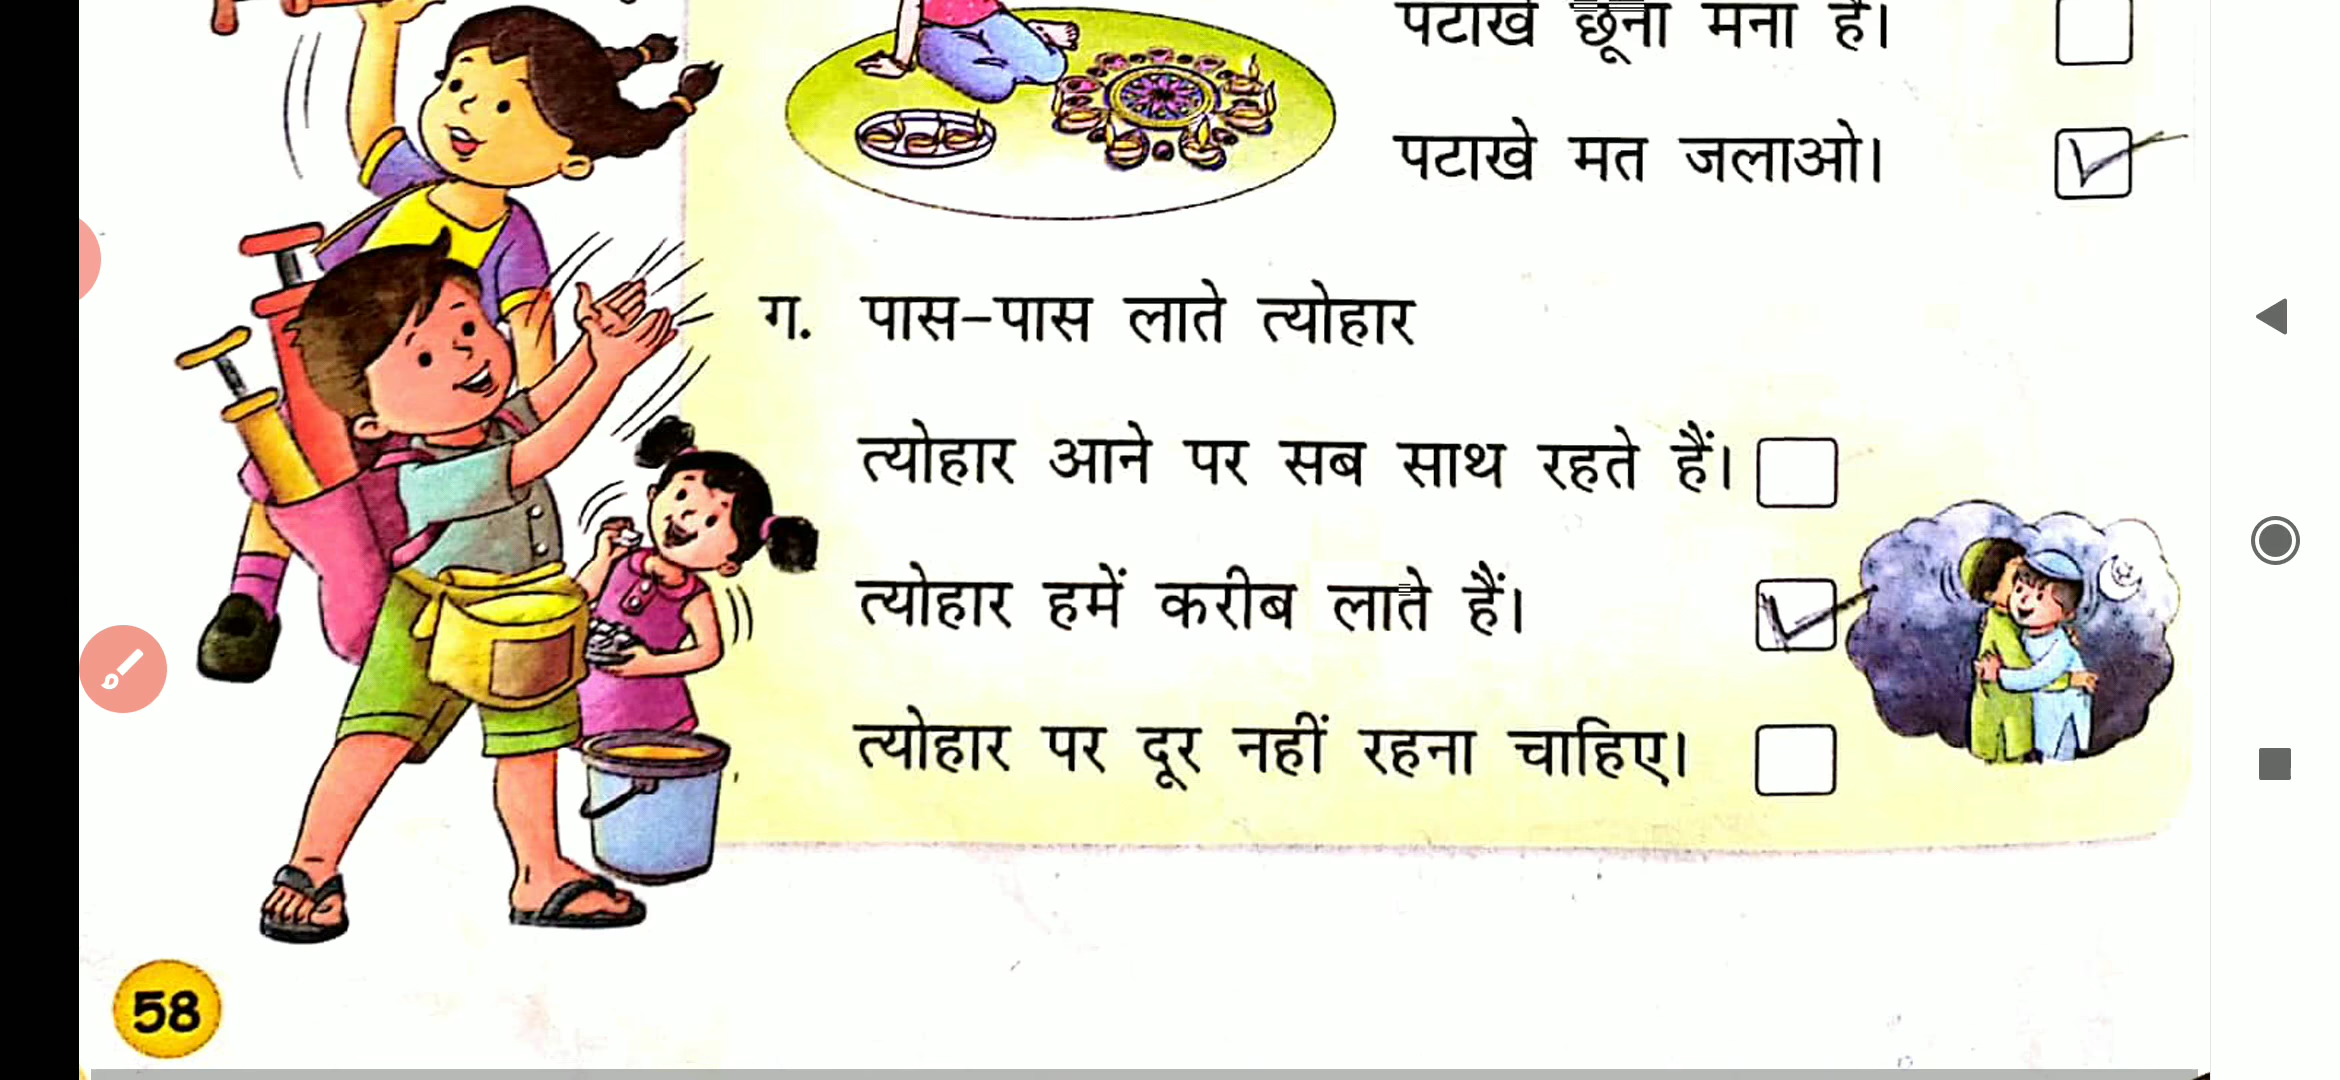 पटाखे छूना मना है।
पटाखे मत जलाओ।
ग. पास-पास लाते त्योहार
त्योहार आने पर सब साथ रहते हैं।
त्योहार हमें करीब लाते हैं।
त्योहार पर दूर नहीं रहना चाहिए।
58